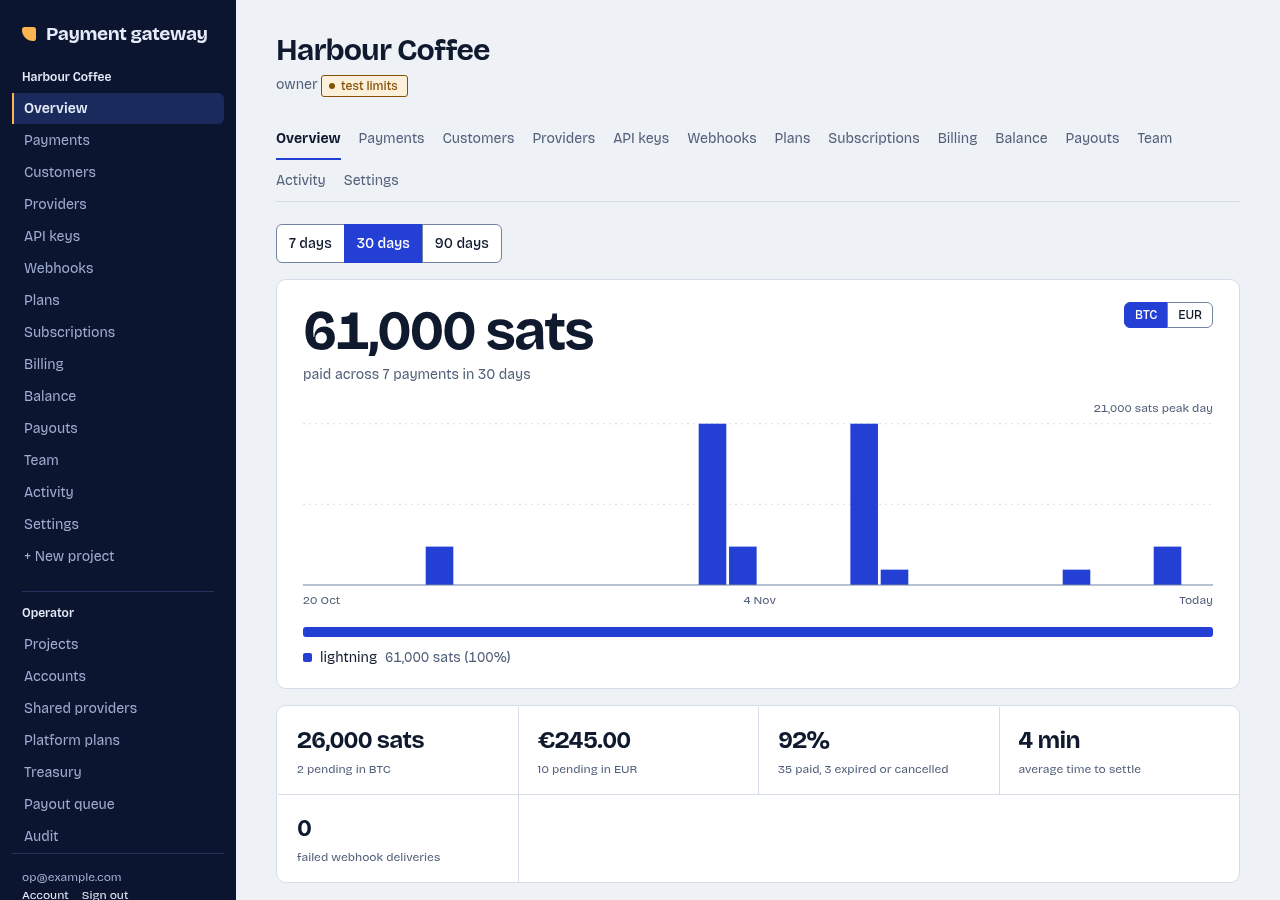 Payment gateway
Harbour Coffee
Overview
Payments
Customers
Providers
API keys
Webhooks
Plans
Subscriptions
Billing
Balance
Payouts
Team
Activity
Settings
+ New project
Operator
Projects
Accounts
Shared providers
Platform plans
Treasury
Payout queue
Audit
op@example.com
Account Sign out
Harbour Coffee
owner test limits
Overview Payments Customers Providers API keys Webhooks Plans Subscriptions Billing Balance Payouts Team
Activity Settings
7 days 30 days 90 days
61,000 sats
BTC EUR
paid across 7 payments in 30 days
21,000 sats peak day
20 Oct 4 Nov Today
lightning 61,000 sats (100%)
26,000 sats €245.00 92% 4 min
2 pending in BTC 10 pending in EUR 35 paid, 3 expired or cancelled average time to settle
0
failed webhook deliveries